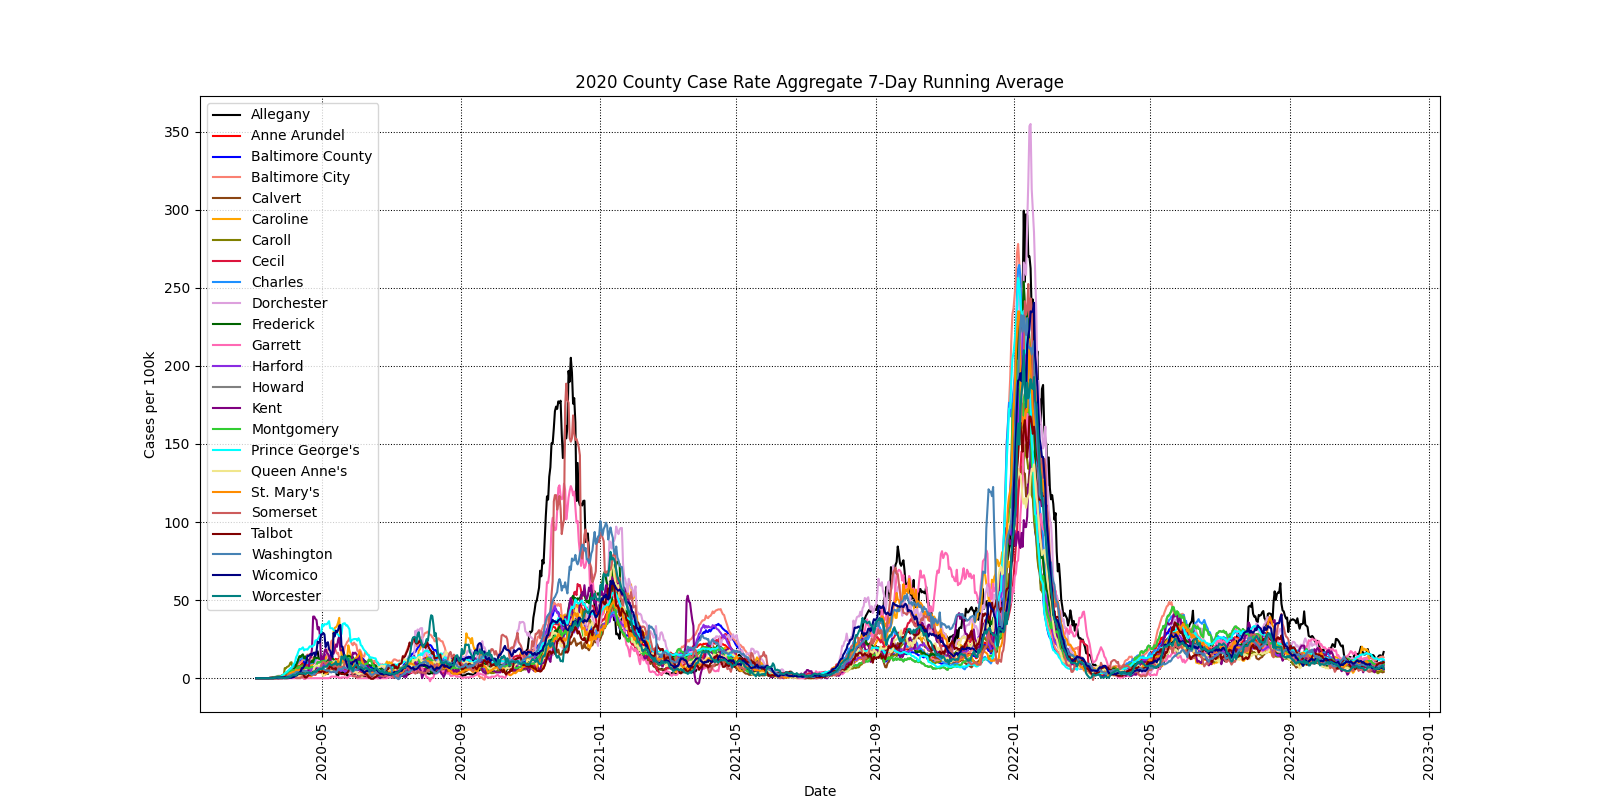 2020 County Case Rate Aggregate 7-Day Running Average
Cases per 100k
350
300
250
200
150
100
50
0
Allegany
Anne Arundel
Baltimore County
Baltimore City
Calvert
Caroline
Caroll
Cecil
Charles
Dorchester
Frederick
Garrett
Harford
Howard
Kent
Montgomery
Prince George's
Queen Anne's
St. Mary's
Somerset
Talbot
Washington
Wicomico
Worcester
2020-05
2020-09
2021-01
2021-05
2021-09
2022-01
2022-05
2022-09
2023-01
Date